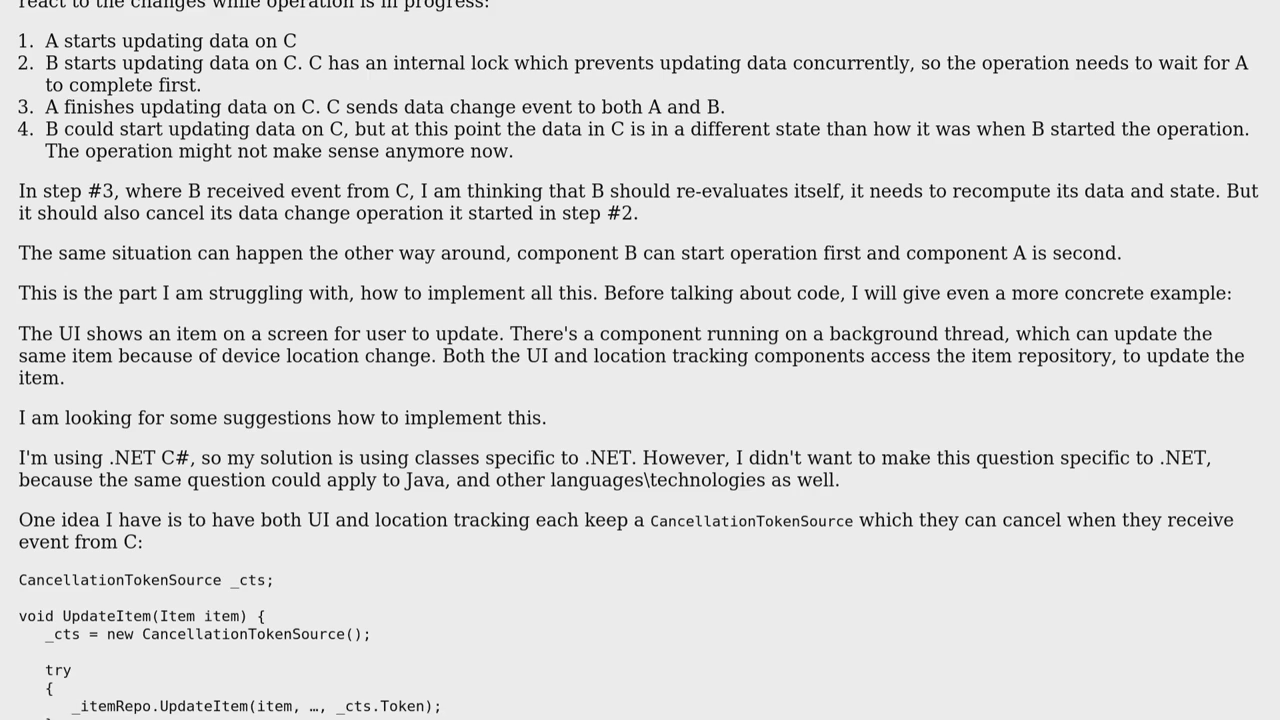 react to the changes while operation is in progress:
1. A starts updating data on C
2. B starts updating data on C. C has an internal lock which prevents updating data concurrently, so the operation needs to wait for A
to complete first.
3. A finishes updating data on C. C sends data change event to both A and B.
4. B could start updating data on C, but at this point the data in C is in a different state than how it was when B started the operation.
The operation might not make sense anymore now.
In step #3, where B received event from C, I am thinking that B should re-evaluates itself, it needs to recompute its data and state. But
it should also cancel its data change operation it started in step #2.
The same situation can happen the other way around, component B can start operation first and component A is second.
This is the part I am struggling with, how to implement all this. Before talking about code, I will give even a more concrete example:
The UI shows an item on a screen for user to update. There's a component running on a background thread, which can update the
same item because of device location change. Both the UI and location tracking components access the item repository, to update the
item.
I am looking for some suggestions how to implement this.
I'm using .NET C#, so my solution is using classes specific to .NET. However, I didn't want to make this question specific to .NET,
because the same question could apply to Java, and other languages\technologies as well.
One idea I have is to have both UI and location tracking each keep a CancellationTokenSource which they can cancel when they receive
event from C:
CancellationTokenSource _cts;
void UpdateItem(Item item) {
_cts = new CancellationTokenSource();
try
{
_itemRepo.UpdateItem(item, …, _cts.Token);